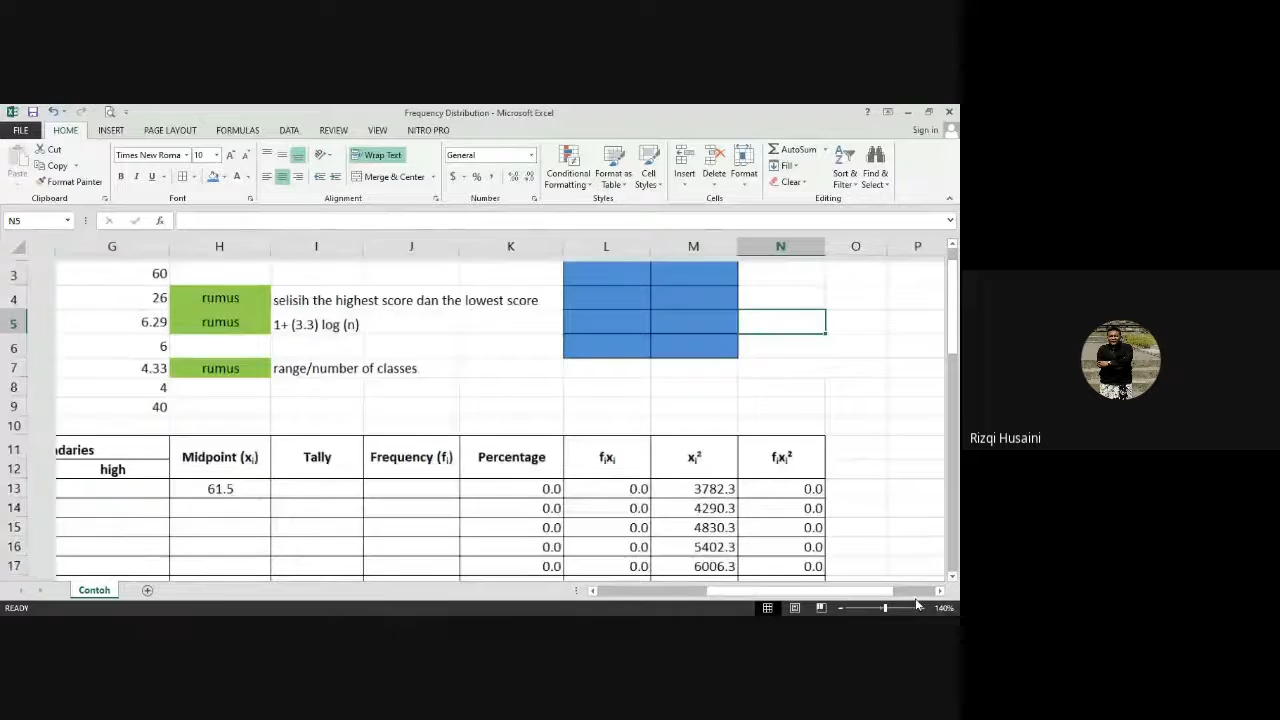 Frequency Distribution - Microsoft Excel
Sign in
FILE HOME INSERT PAGE LAYOUT FORMULAS DATA REVIEW VIEW NITRO PRO
Paste
Cut
Copy
Format Painter
Clipboard
Times New Roma 10
B I U
Font
Wrap Text
Merge & Center
Alignment
General
$ % ,
Number
Conditional Formatting
Format as Table
Cell Styles
Styles
Insert Delete Format
Cells
AutoSum
Fill
Clear
Sort & Filter
Find & Select
Editing
N5
fx
G H I J K L M N O P
3 60
4 26 rumus selisih the highest score dan the lowest score
5 6.29 rumus 1+ (3.3) log (n)
6 6
7 4.33 rumus range/number of classes
8 4
9 40
10
11 daries Midpoint (xᵢ) Tally Frequency (fᵢ) Percentage fᵢxᵢ xᵢ² fᵢxᵢ²
12 high
13 61.5 0.0 0.0 3782.3 0.0
14 0.0 0.0 4290.3 0.0
15 0.0 0.0 4830.3 0.0
16 0.0 0.0 5402.3 0.0
17 0.0 0.0 6006.3 0.0
Contoh
READY
140%
Rizqi Husaini